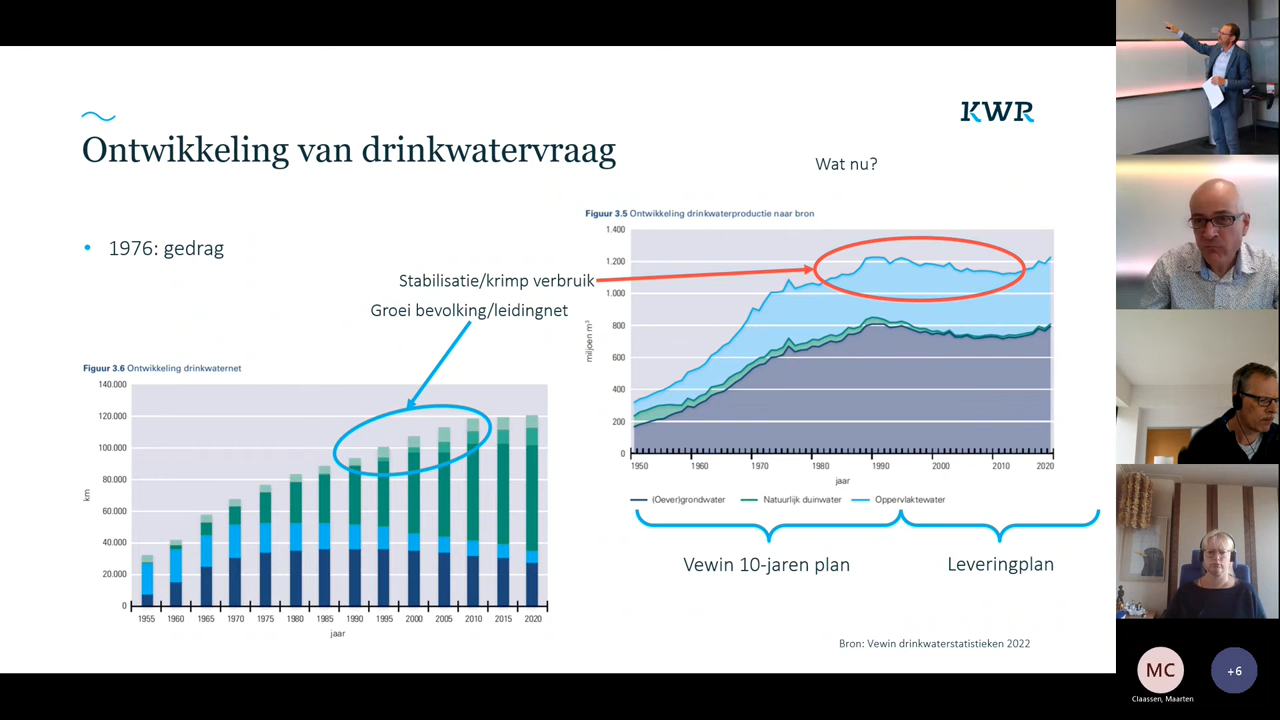 KWR
Ontwikkeling van drinkwatervraag
Wat nu?
• 1976: gedrag
Stabilisatie/krimp verbruik
Groei bevolking/leidingnet
Figuur 3.5 Ontwikkeling drinkwaterproductie naar bron
1.400
1.200
1.000
800
600
400
200
0
miljoen m³
1950 1960 1970 1980 1990 2000 2010 2020
jaar
(Oever)grondwater Natuurlijk duinwater Oppervlaktewater
Vewin 10-jaren plan
Leveringplan
Figuur 3.6 Ontwikkeling drinkwaternet
140.000
120.000
100.000
80.000
60.000
40.000
20.000
0
km
1955 1960 1965 1970 1975 1980 1985 1990 1995 2000 2005 2010 2015 2020
jaar
Bron: Vewin drinkwaterstatistieken 2022
MC
+6
Claassen, Maarten